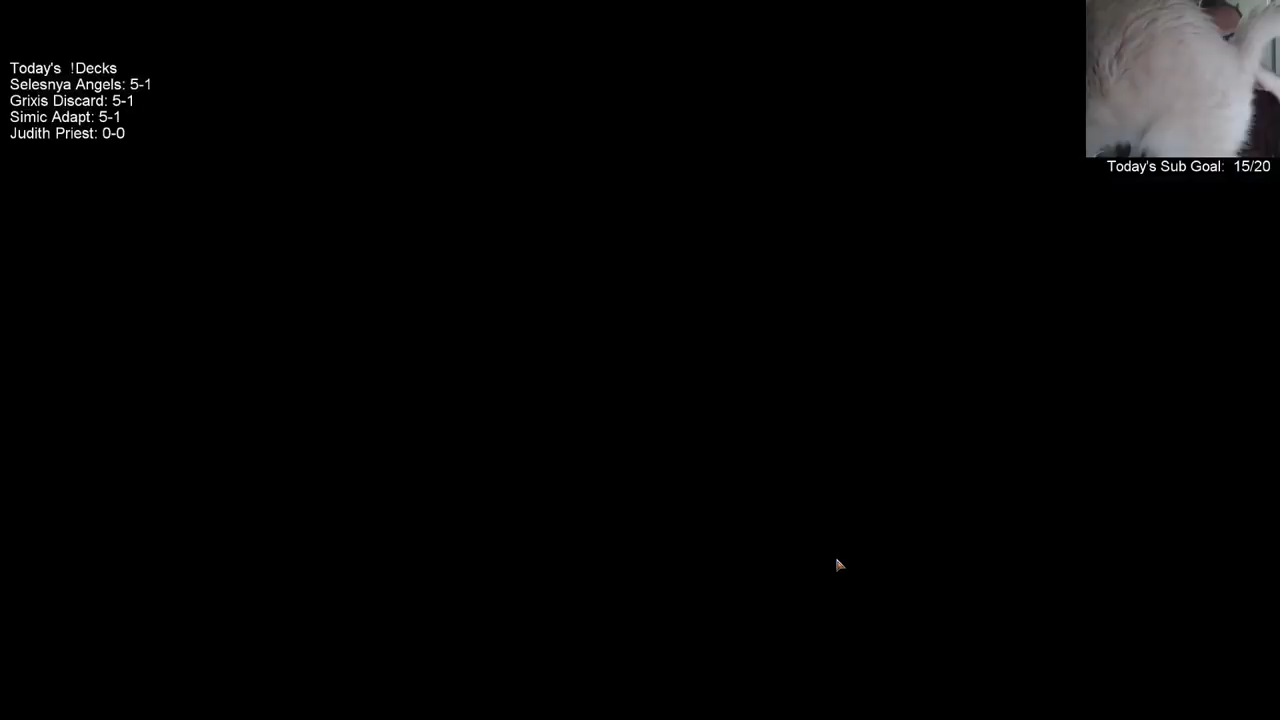 Today's !Decks
Selesnya Angels: 5-1
Grixis Discard: 5-1
Simic Adapt: 5-1
Judith Priest: 0-0
Today's Sub Goal: 15/20